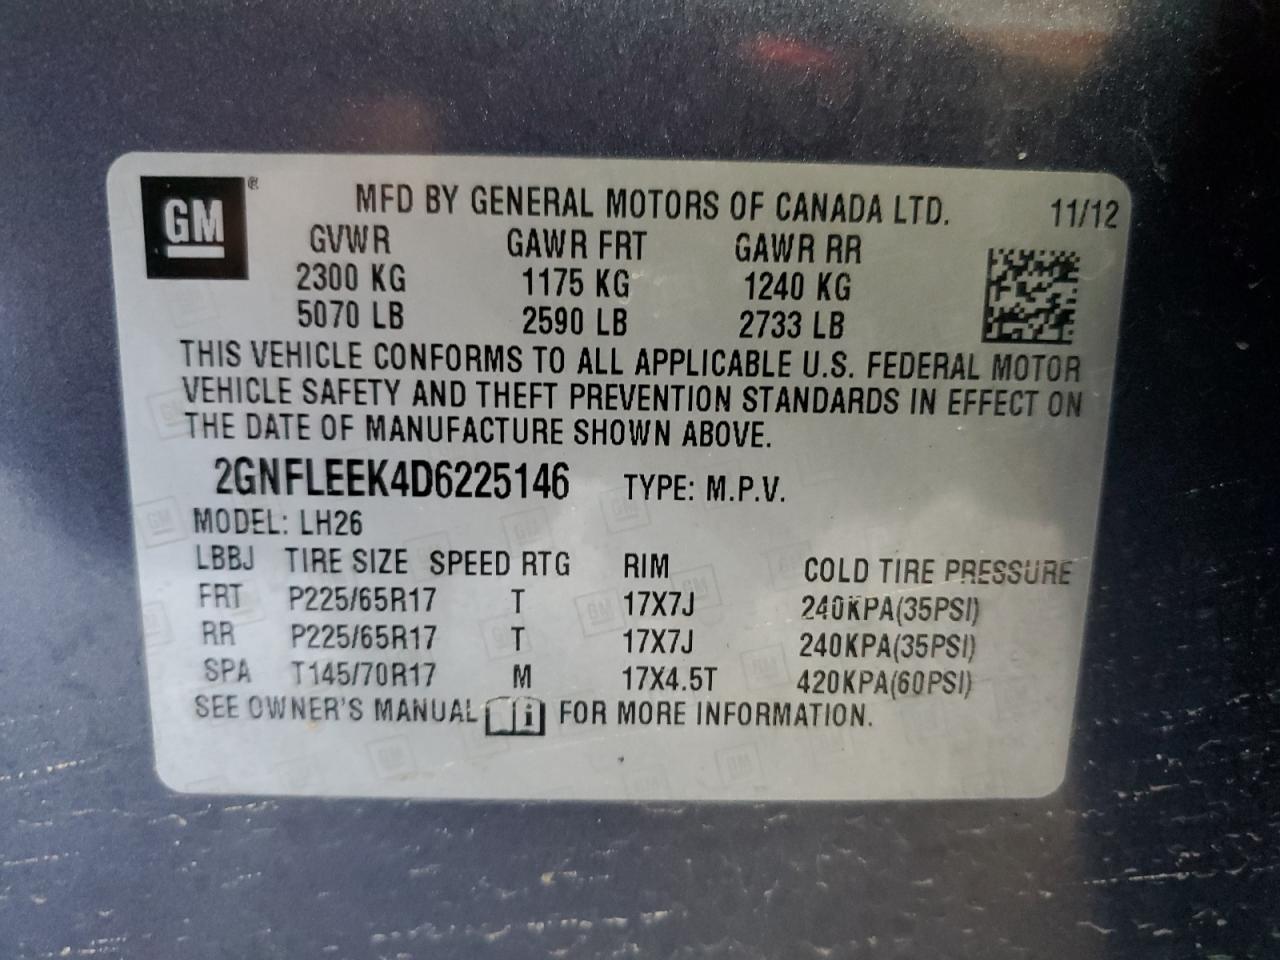 GM ® MFD BY GENERAL MOTORS OF CANADA LTD. 11/12
GVWR GAWR FRT GAWR RR
2300 KG 1175 KG 1240 KG
5070 LB 2590 LB 2733 LB
THIS VEHICLE CONFORMS TO ALL APPLICABLE U.S. FEDERAL MOTOR
VEHICLE SAFETY AND THEFT PREVENTION STANDARDS IN EFFECT ON
THE DATE OF MANUFACTURE SHOWN ABOVE.
2GNFLEEK4D6225146 TYPE: M.P.V.
MODEL: LH26
LBBJ TIRE SIZE SPEED RTG RIM COLD TIRE PRESSURE
FRT P225/65R17 T 17X7J 240KPA(35PSI)
RR P225/65R17 T 17X7J 240KPA(35PSI)
SPA T145/70R17 M 17X4.5T 420KPA(60PSI)
SEE OWNER'S MANUAL i FOR MORE INFORMATION.